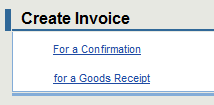 Create Invoice
For a Confirmation
for a Goods Receipt